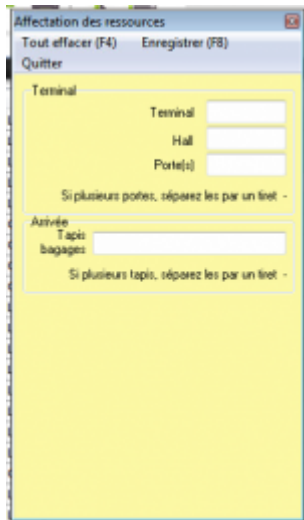 Affectation des ressources
Tout effacer (F4) Enregistrer (F8)
Quitter
Terminal
Terminal
Hall
Porte(s)
Si plusieurs portes, séparez les par un tiret -
Arrivée
Tapis
bagages
Si plusieurs tapis, séparez les par un tiret -